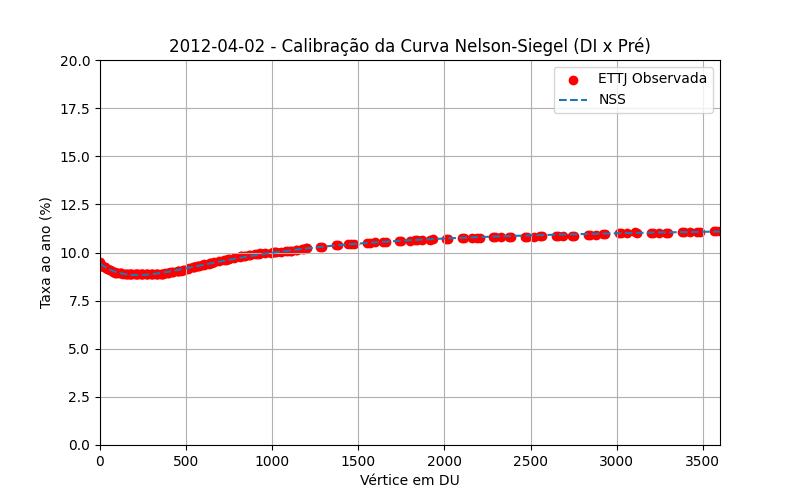 2012-04-02 - Calibração da Curva Nelson-Siegel (DI x Pré)
ETTJ Observada
NSS
Taxa ao ano (%)
20.0
17.5
15.0
12.5
10.0
7.5
5.0
2.5
0.0
0 500 1000 1500 2000 2500 3000 3500
Vértice em DU